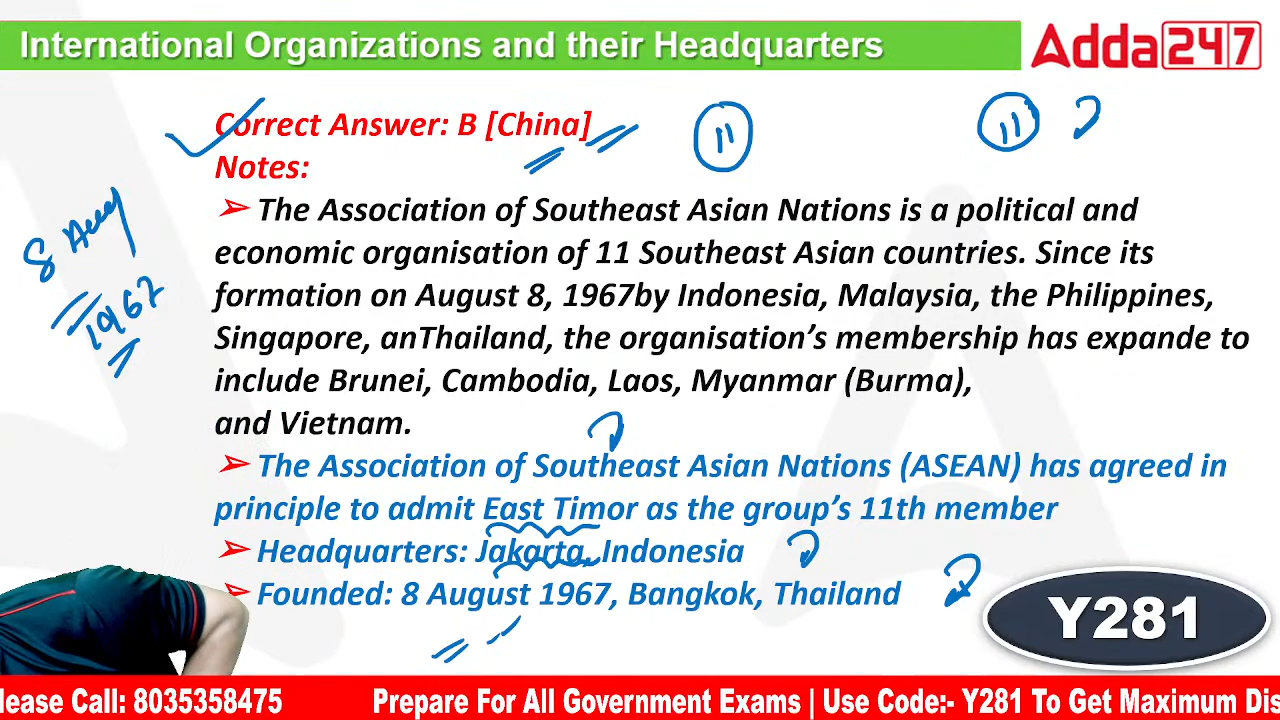 International Organizations and their Headquarters
Adda247
Correct Answer: B [China]
11
11
Notes:
8 Aug
1967
➢ The Association of Southeast Asian Nations is a political and
economic organisation of 11 Southeast Asian countries. Since its
formation on August 8, 1967by Indonesia, Malaysia, the Philippines,
Singapore, anThailand, the organisation's membership has expande to
include Brunei, Cambodia, Laos, Myanmar (Burma),
and Vietnam.
➢ The Association of Southeast Asian Nations (ASEAN) has agreed in
principle to admit East Timor as the group's 11th member
➢ Headquarters: Jakarta, Indonesia
➢ Founded: 8 August 1967, Bangkok, Thailand
Y281
lease Call: 8035358475 Prepare For All Government Exams | Use Code:- Y281 To Get Maximum Dis